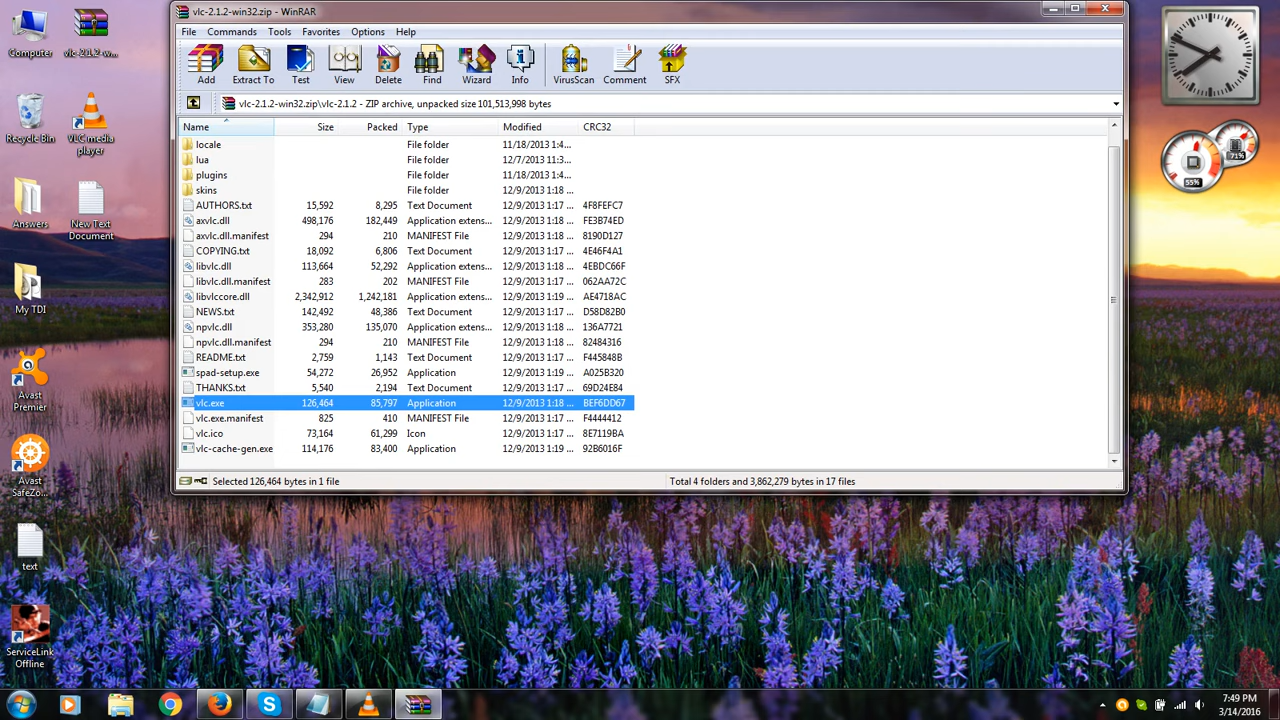 vlc-2.1.2-win32.zip - WinRAR
File Commands Tools Favorites Options Help
Add Extract To Test View Delete Find Wizard Info VirusScan Comment SFX
vlc-2.1.2-win32.zip\vlc-2.1.2 - ZIP archive, unpacked size 101,513,998 bytes
Name Size Packed Type Modified CRC32
locale File folder 11/18/2013 1:4...
lua File folder 12/7/2013 11:3...
plugins File folder 11/18/2013 1:4...
skins File folder 12/9/2013 1:18 ...
AUTHORS.txt 15,592 8,295 Text Document 12/9/2013 1:17 ... 4F8FEFC7
axvlc.dll 498,176 182,449 Application extens... 12/9/2013 1:18 ... FE3B74ED
axvlc.dll.manifest 294 210 MANIFEST File 12/9/2013 1:17 ... 8190D127
COPYING.txt 18,092 6,806 Text Document 12/9/2013 1:17 ... 4E46F4A1
libvlc.dll 113,664 52,292 Application extens... 12/9/2013 1:18 ... 4EBDC66F
libvlc.dll.manifest 283 202 MANIFEST File 12/9/2013 1:17 ... 062AA72C
libvlccore.dll 2,342,912 1,242,181 Application extens... 12/9/2013 1:19 ... AE4718AC
NEWS.txt 142,492 48,386 Text Document 12/9/2013 1:17 ... D58D82B0
npvlc.dll 353,280 135,070 Application extens... 12/9/2013 1:18 ... 136A7721
npvlc.dll.manifest 294 210 MANIFEST File 12/9/2013 1:17 ... 82484316
README.txt 2,759 1,143 Text Document 12/9/2013 1:17 ... F445848B
spad-setup.exe 54,272 26,952 Application 12/9/2013 1:19 ... A025B320
THANKS.txt 5,540 2,194 Text Document 12/9/2013 1:17 ... 69D24E84
vlc.exe 126,464 85,797 Application 12/9/2013 1:18 ... BEF6DD67
vlc.exe.manifest 825 410 MANIFEST File 12/9/2013 1:17 ... F4444412
vlc.ico 73,164 61,299 Icon 12/9/2013 1:17 ... 8E7119BA
vlc-cache-gen.exe 114,176 83,400 Application 12/9/2013 1:19 ... 92B6016F
Selected 126,464 bytes in 1 file Total 4 folders and 3,862,279 bytes in 17 files
Computer
vlc-2.1.2-w...
Recycle Bin
VLC media
player
Answers
New Text
Document
My TDI
Avast
Premier
Avast
SafeZo...
text
ServiceLink
Offline
55%
71%
7:49 PM
3/14/2016